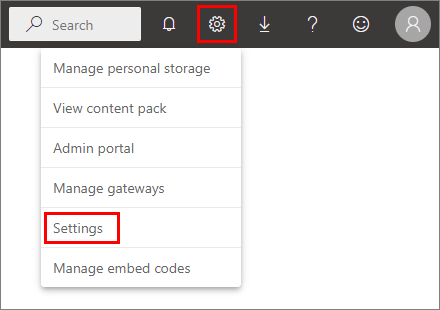 Search
Manage personal storage
View content pack
Admin portal
Manage gateways
Settings
Manage embed codes